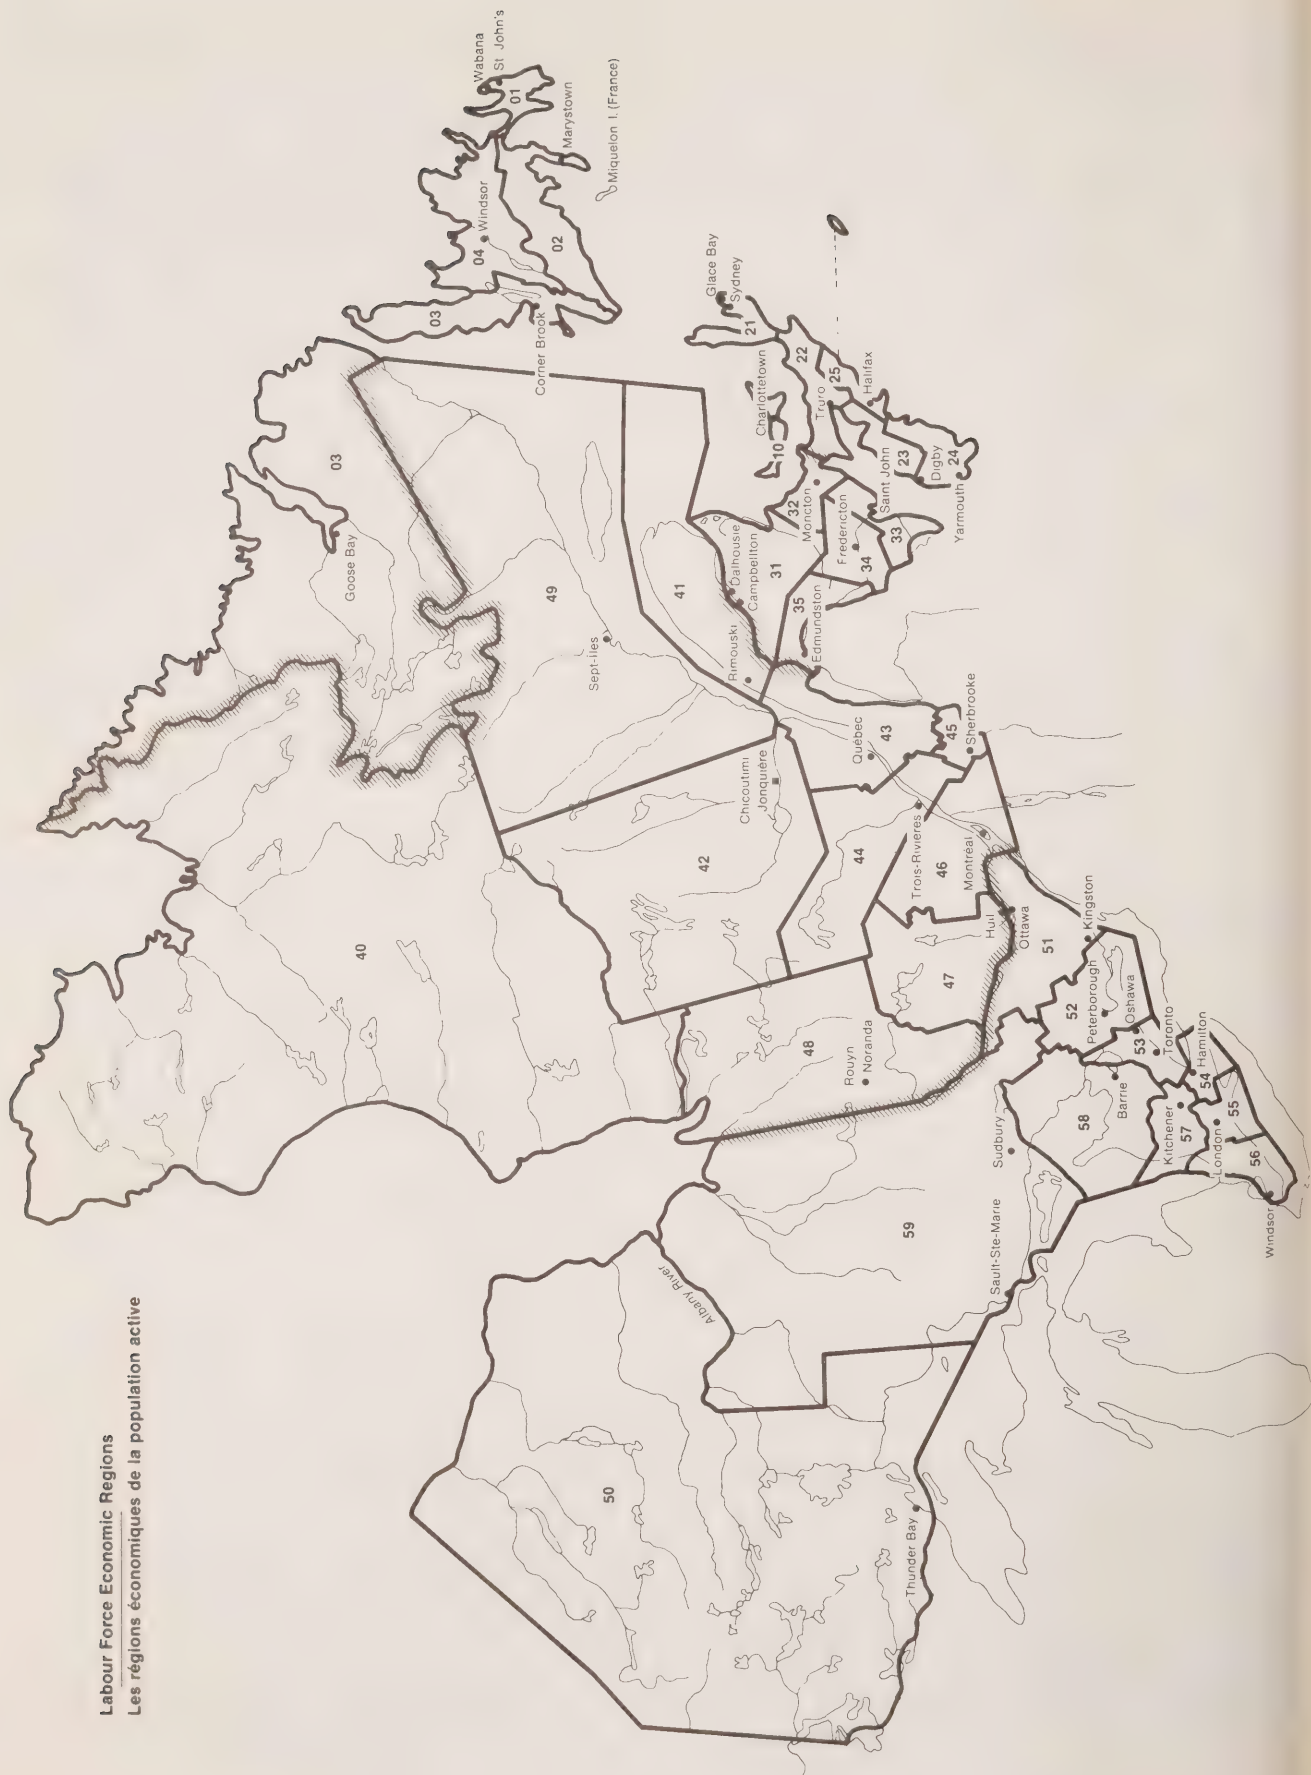 Labour Force Economic Regions
Les régions économiques de la population active
50
Thunder Bay
Albany River
59
Sault-Ste-Marie
Sudbury
58
Barrie
Kitchener
57
London
56
Windsor
55
54
Hamilton
Toronto
53
Oshawa
Peterborough
52
Kingston
51
Ottawa
Hull
47
Rouyn
Noranda
48
40
42
44
46
Trois-Rivières
Montréal
Chicoutimi
Jonquière
Québec
43
45
Sherbrooke
Sept-Îles
49
41
Rimouski
Dalhousie
Campbellton
31
35
Edmundston
32
Moncton
Fredericton
34
33
Saint John
23
Digby
24
Yarmouth
10
Charlottetown
Truro
22
25
Halifax
21
Glace Bay
Sydney
Goose Bay
03
03
Corner Brook
04
Windsor
02
01
Wabana
St John's
Marystown
Miquelon I. (France)